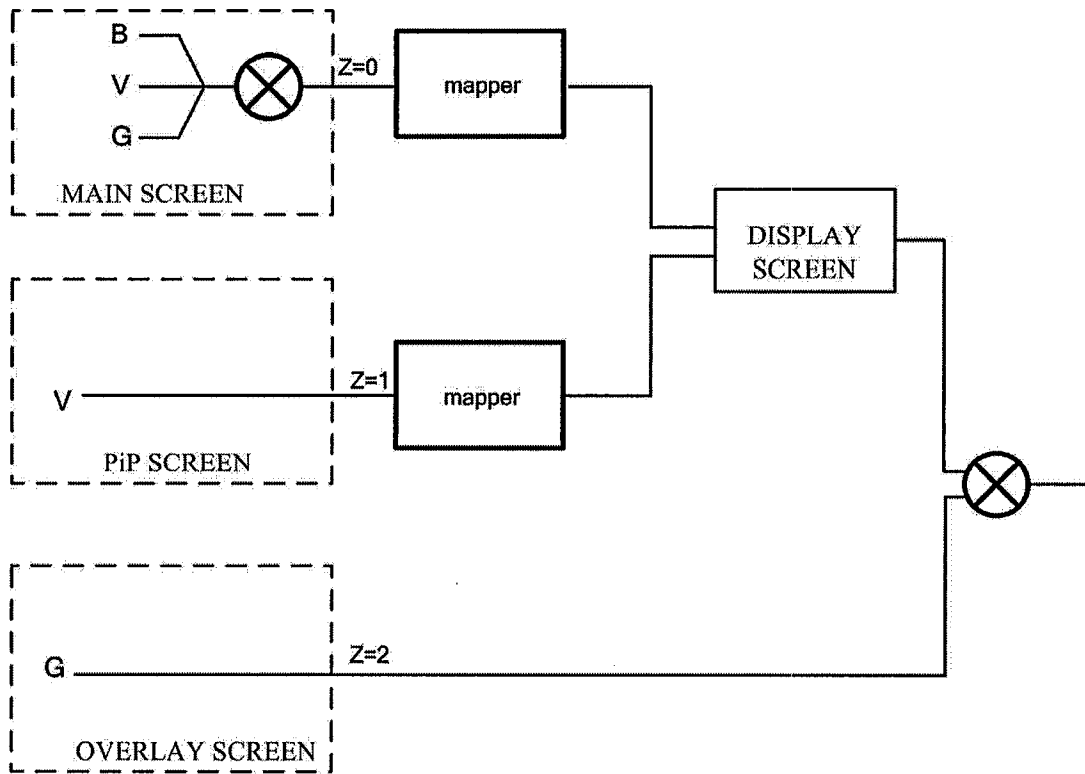 B
V
G
MAIN SCREEN
Z=0
mapper
DISPLAY
SCREEN
V
PiP SCREEN
Z=1
mapper
G
OVERLAY SCREEN
Z=2